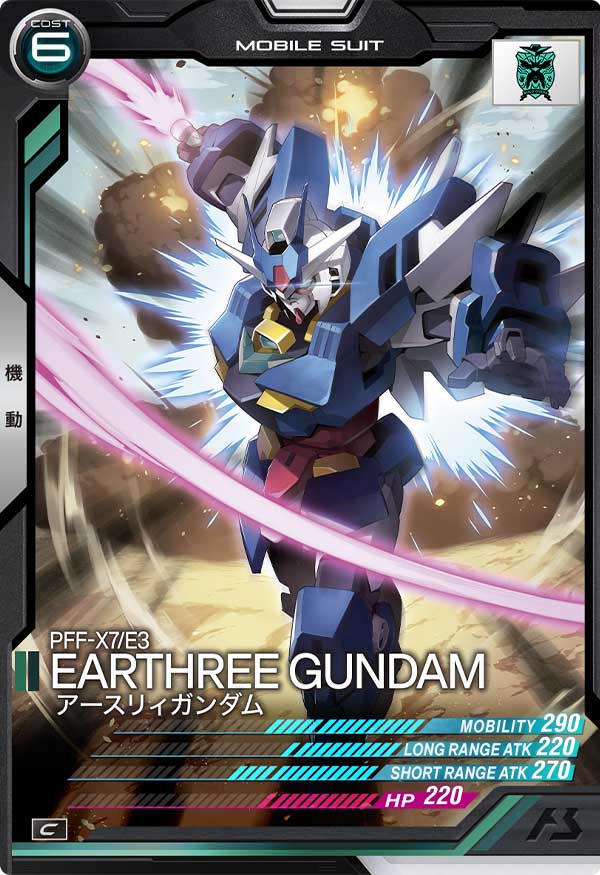 COST
6
MOBILE SUIT
機動
PFF-X7/E3
EARTHREE GUNDAM
アースリィガンダム
MOBILITY 290
LONG RANGE ATK 220
SHORT RANGE ATK 270
HP 220
C